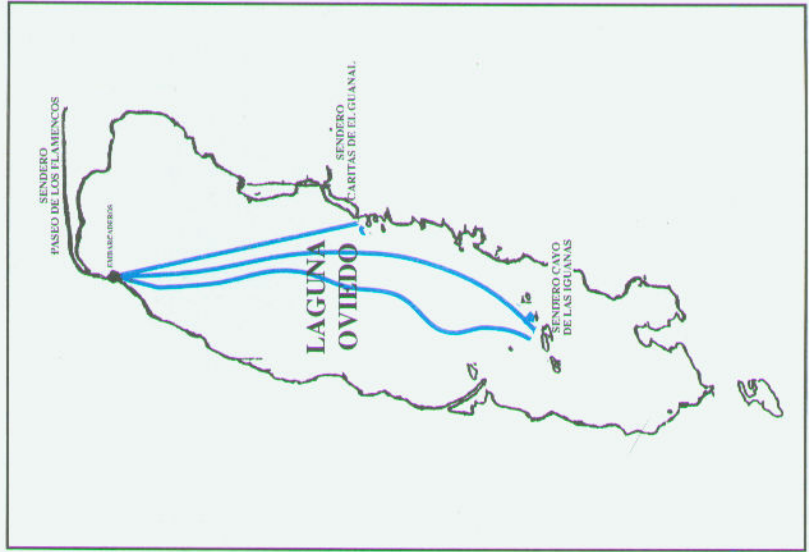 SENDERO
PASEO DE LOS FLAMENCOS
EMBARCADEROS
SENDERO
CARITAS DE EL GUANAL
LAGUNA
OVIEDO
SENDERO CAYO
DE LAS IGUANAS